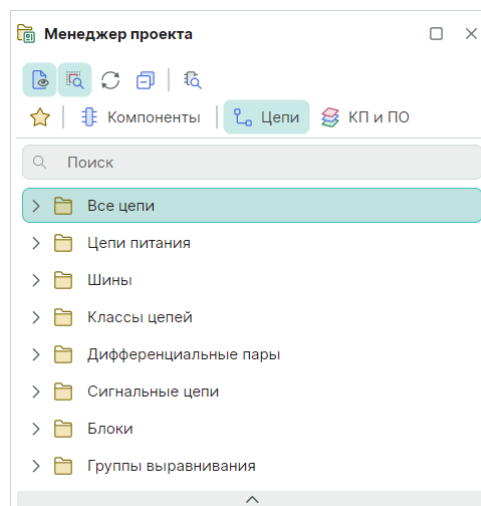 Менеджер проекта
Компоненты Цепи КП и ПО
Поиск
Все цепи
Цепи питания
Шины
Классы цепей
Дифференциальные пары
Сигнальные цепи
Блоки
Группы выравнивания